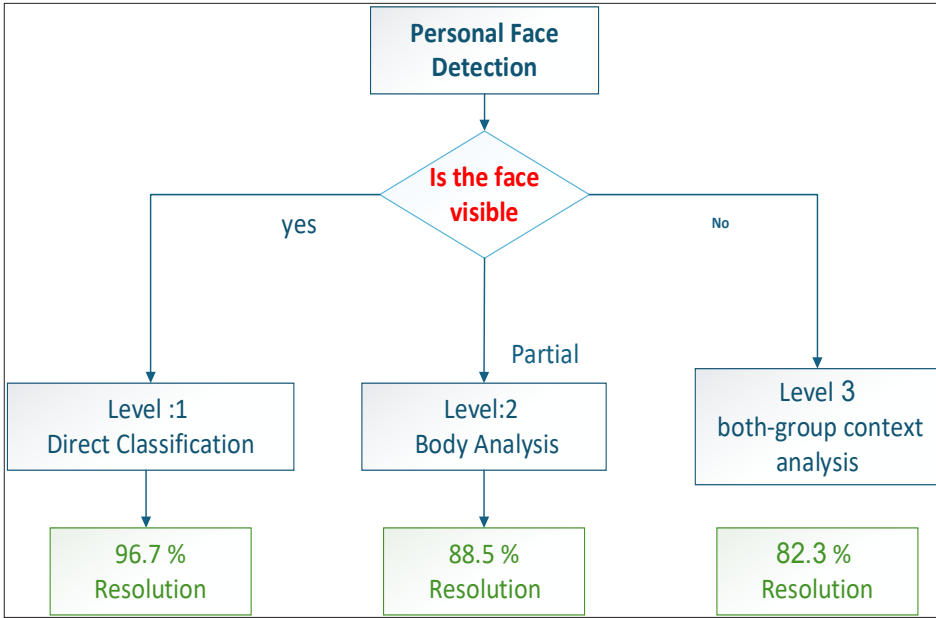 Personal Face
Detection
Is the face
visible
yes
No
Partial
Level :1
Direct Classification
Level:2
Body Analysis
Level 3
both-group context
analysis
96.7 %
Resolution
88.5 %
Resolution
82.3 %
Resolution